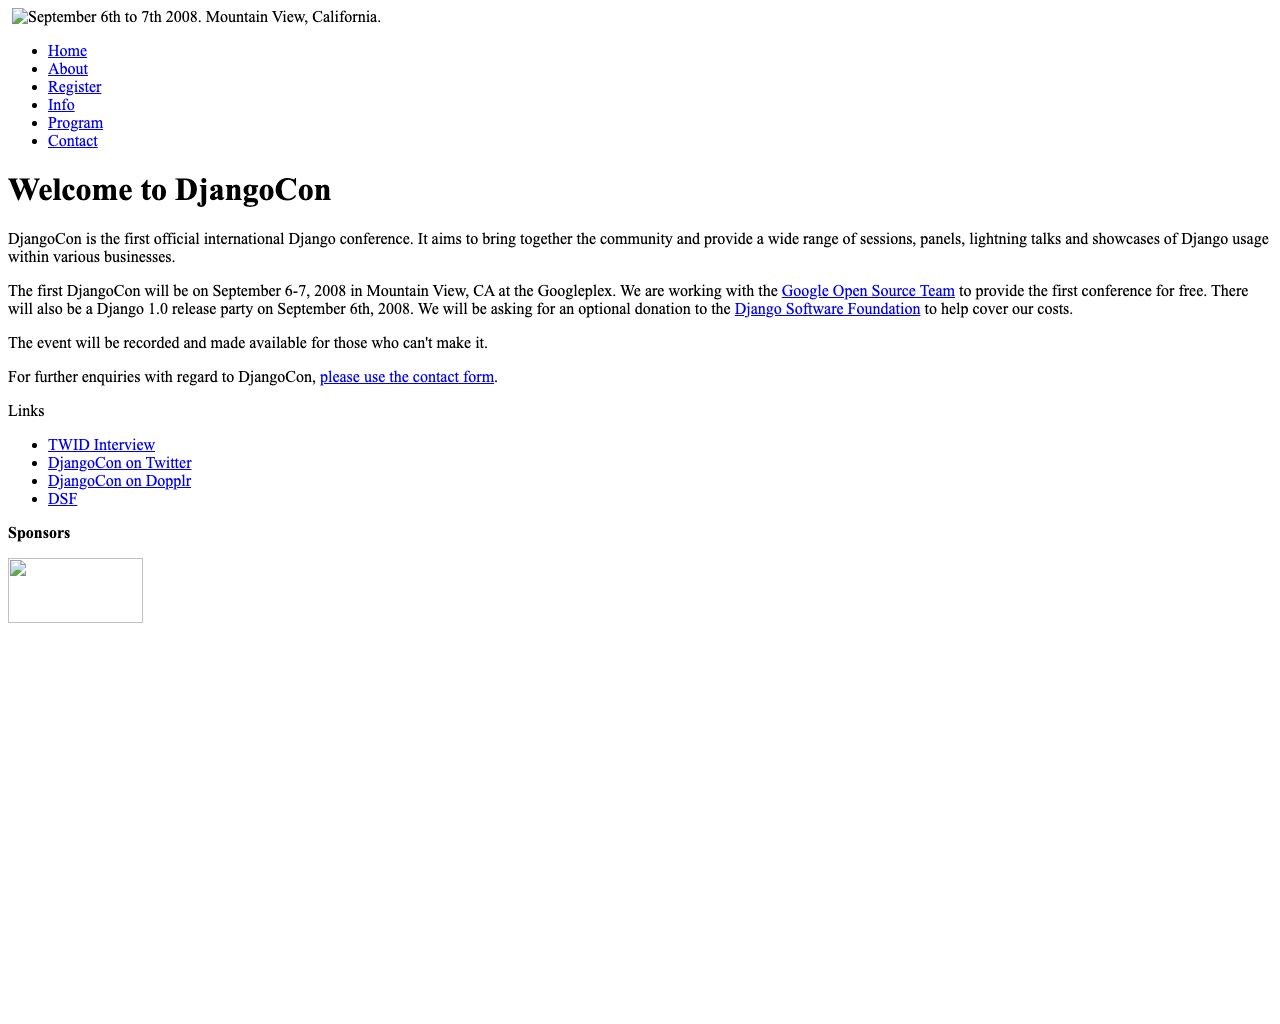 September 6th to 7th 2008. Mountain View, California.
Home
About
Register
Info
Program
Contact
Welcome to DjangoCon
DjangoCon is the first official international Django conference. It aims to bring together the community and provide a wide range of sessions, panels, lightning talks and showcases of Django usage
within various businesses.
The first DjangoCon will be on September 6-7, 2008 in Mountain View, CA at the Googleplex. We are working with the Google Open Source Team to provide the first conference for free. There
will also be a Django 1.0 release party on September 6th, 2008. We will be asking for an optional donation to the Django Software Foundation to help cover our costs.
The event will be recorded and made available for those who can't make it.
For further enquiries with regard to DjangoCon, please use the contact form.
Links
TWID Interview
DjangoCon on Twitter
DjangoCon on Dopplr
DSF
Sponsors